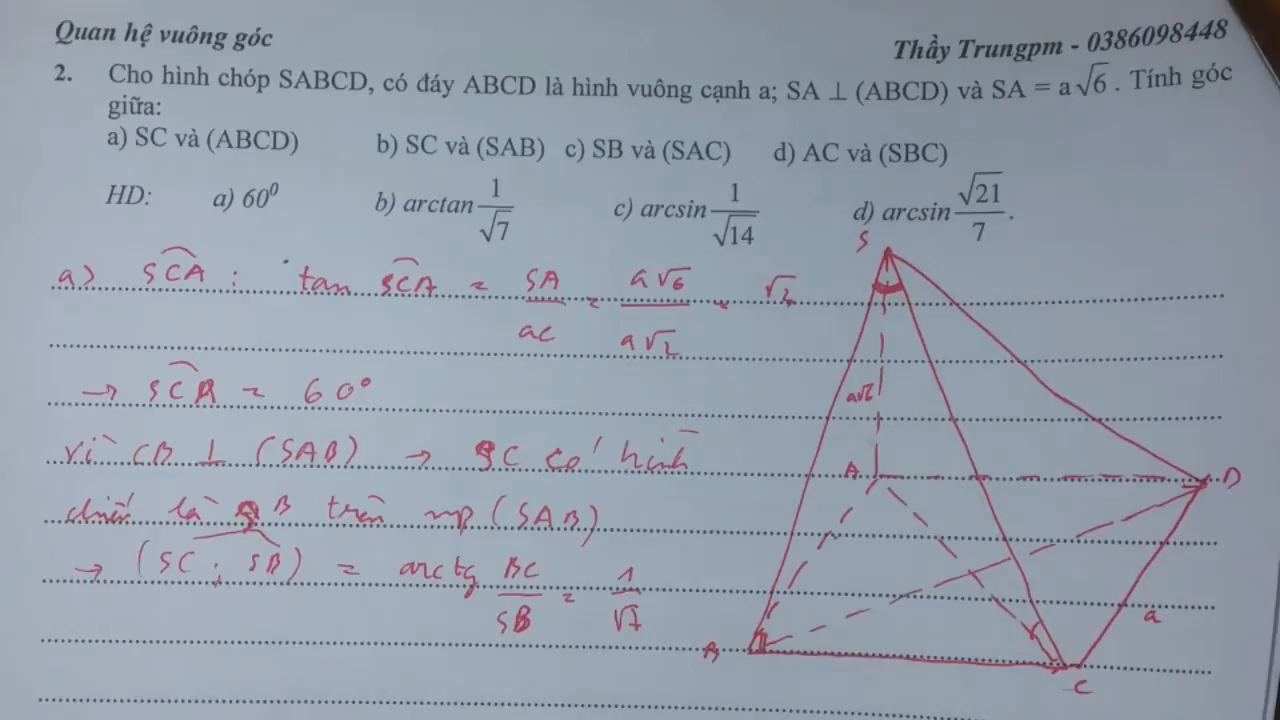 Quan hệ vuông góc
Thầy Trungpm - 0386098448
2. Cho hình chóp SABCD, có đáy ABCD là hình vuông cạnh a; SA ⊥ (ABCD) và SA = a√6 . Tính góc
giữa:
a) SC và (ABCD) b) SC và (SAB) c) SB và (SAC) d) AC và (SBC)
HD: a) 60⁰ b) arctan 1/√7 c) arcsin 1/√14 d) arcsin √21/7 .
a) SCA : tan SCA = SA/ac = a√6/a√2 =
→ SCA = 60°
vì CB ⊥ (SAB) → SC có hình
chiếu là SB trên mp (SAB)
→ (SC ; SB) = arctg BC/SB = 1/√7
S
a√6
A
D
a
B
C